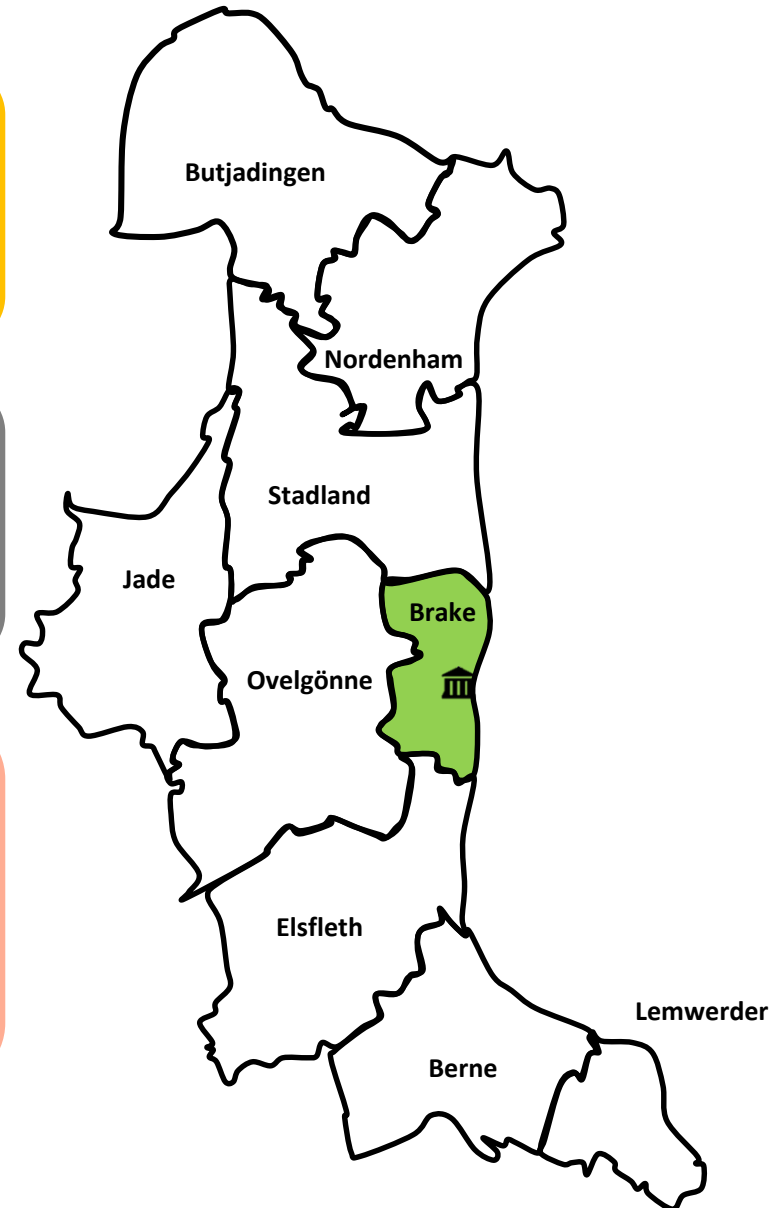 Butjadingen
Nordenham
Stadland
Jade
Brake
Ovelgönne
Elsfleth
Lemwerder
Berne